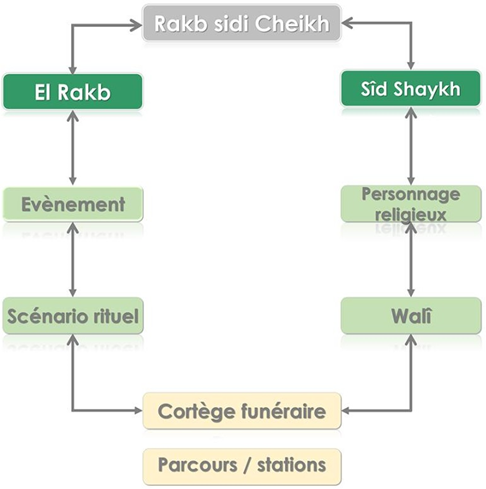 Rakb sidi Cheikh
El Rakb
Sîd Shaykh
Evènement
Personnage
religieux
Scénario rituel
Walî
Cortège funéraire
Parcours / stations